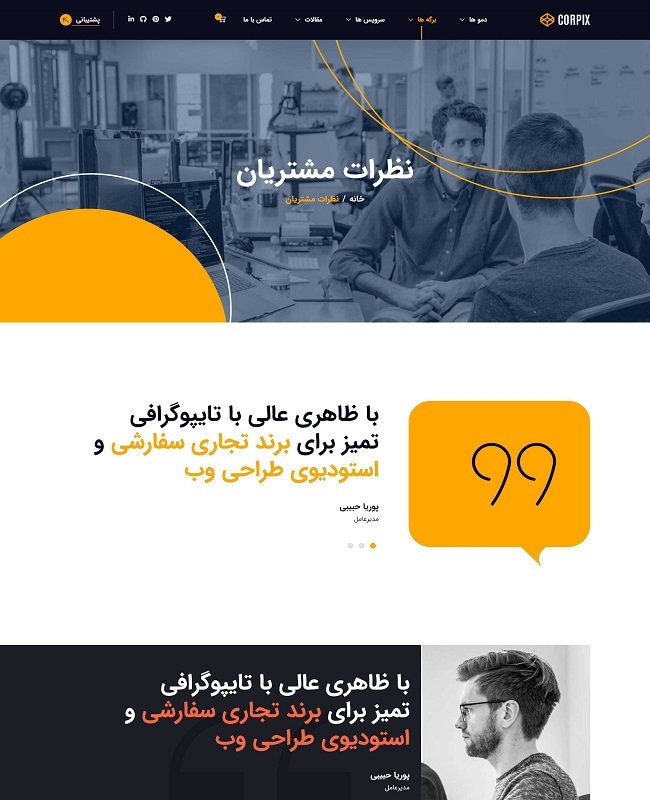 CORPIX
دمو ها
برگه ها
سرویس ها
مقالات
تماس با ما
پشتیبانی
نظرات مشتریان
خانه / نظرات مشتریان
با ظاهری عالی با تایپوگرافی
تمیز برای برند تجاری سفارشی و
استودیوی طراحی وب
پوریا حبیبی
مدیرعامل
با ظاهری عالی با تایپوگرافی
تمیز برای برند تجاری سفارشی و
استودیوی طراحی وب
پوریا حبیبی
مدیرعامل